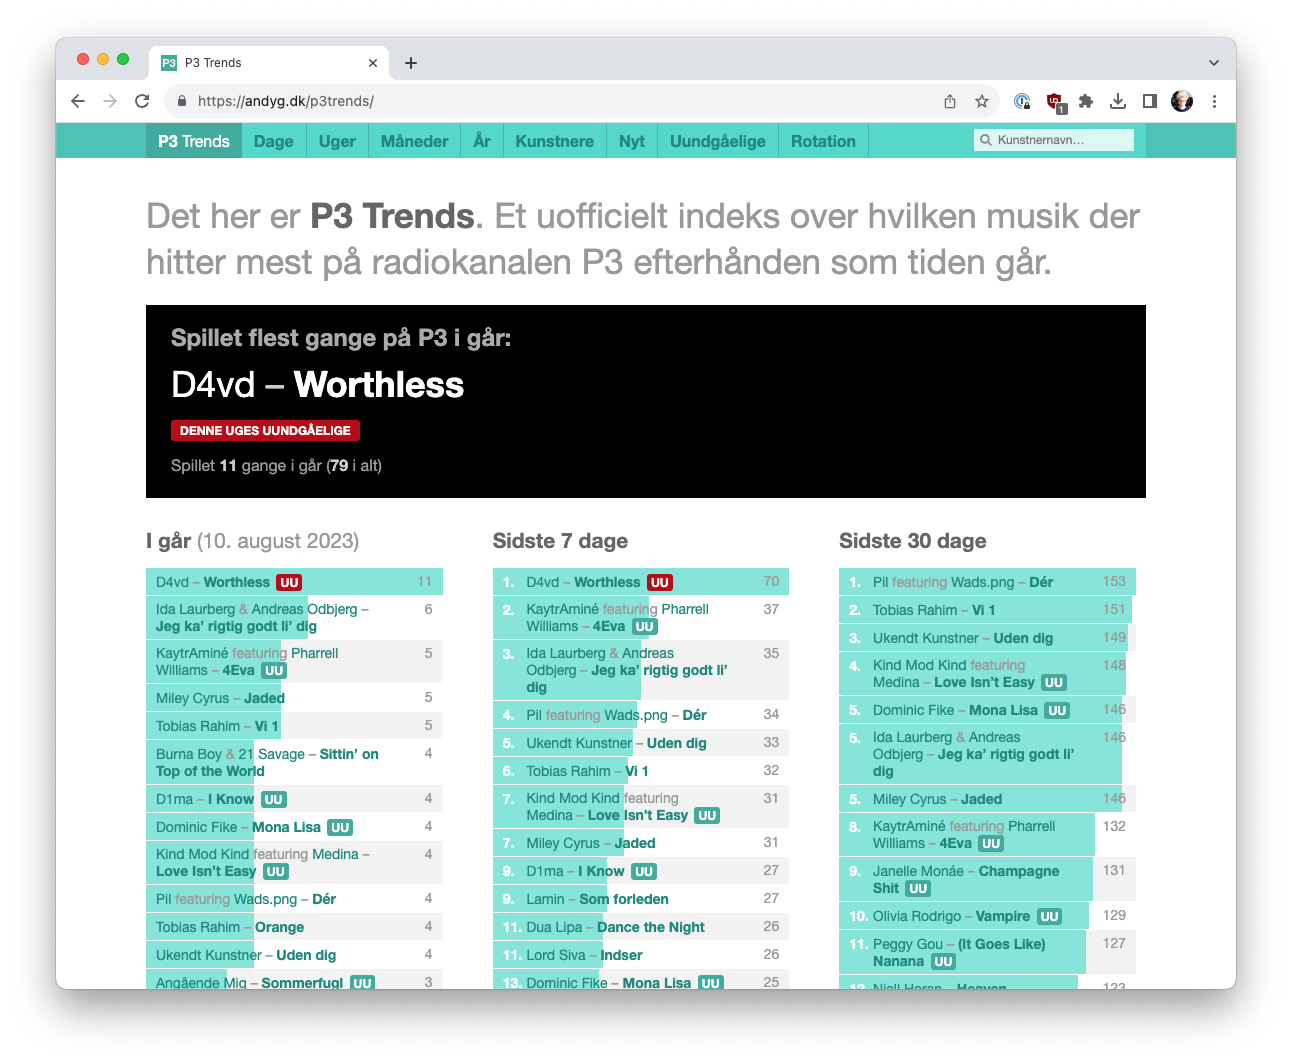 P3 P3 Trends
https://andyg.dk/p3trends/
1
P3 Trends Dage Uger Måneder År Kunstnere Nyt Uundgåelige Rotation Kunstnernavn...
Det her er P3 Trends. Et uofficielt indeks over hvilken musik der
hitter mest på radiokanalen P3 efterhånden som tiden går.
Spillet flest gange på P3 i går:
D4vd – Worthless
DENNE UGES UUNDGÅELIGE
Spillet 11 gange i går (79 i alt)
I går (10. august 2023)
D4vd – Worthless UU 11
Ida Laurberg & Andreas Odbjerg – 6
Jeg ka’ rigtig godt li’ dig
KaytrAminé featuring Pharrell 5
Williams – 4Eva UU
Miley Cyrus – Jaded 5
Tobias Rahim – Vi 1 5
Burna Boy & 21 Savage – Sittin’ on 4
Top of the World
D1ma – I Know UU 4
Dominic Fike – Mona Lisa UU 4
Kind Mod Kind featuring Medina – 4
Love Isn’t Easy UU
Pil featuring Wads.png – Dér 4
Tobias Rahim – Orange 4
Ukendt Kunstner – Uden dig 4
Angående Mig – Sommerfugl UU 3
Sidste 7 dage
1. D4vd – Worthless UU 70
2. KaytrAminé featuring Pharrell 37
Williams – 4Eva UU
3. Ida Laurberg & Andreas 35
Odbjerg – Jeg ka’ rigtig godt li’
dig
4. Pil featuring Wads.png – Dér 34
5. Ukendt Kunstner – Uden dig 33
6. Tobias Rahim – Vi 1 32
7. Kind Mod Kind featuring 31
Medina – Love Isn’t Easy UU
7. Miley Cyrus – Jaded 31
9. D1ma – I Know UU 27
9. Lamin – Som forleden 27
11. Dua Lipa – Dance the Night 26
11. Lord Siva – Indser 26
13. Dominic Fike – Mona Lisa UU 25
Sidste 30 dage
1. Pil featuring Wads.png – Dér 153
2. Tobias Rahim – Vi 1 151
3. Ukendt Kunstner – Uden dig 149
4. Kind Mod Kind featuring 148
Medina – Love Isn’t Easy UU
5. Dominic Fike – Mona Lisa UU 146
5. Ida Laurberg & Andreas 146
Odbjerg – Jeg ka’ rigtig godt li’
dig
5. Miley Cyrus – Jaded 146
8. KaytrAminé featuring Pharrell 132
Williams – 4Eva UU
9. Janelle Monáe – Champagne 131
Shit UU
10. Olivia Rodrigo – Vampire UU 129
11. Peggy Gou – (It Goes Like) 127
Nanana UU
12. Niall Horan – Heaven 123